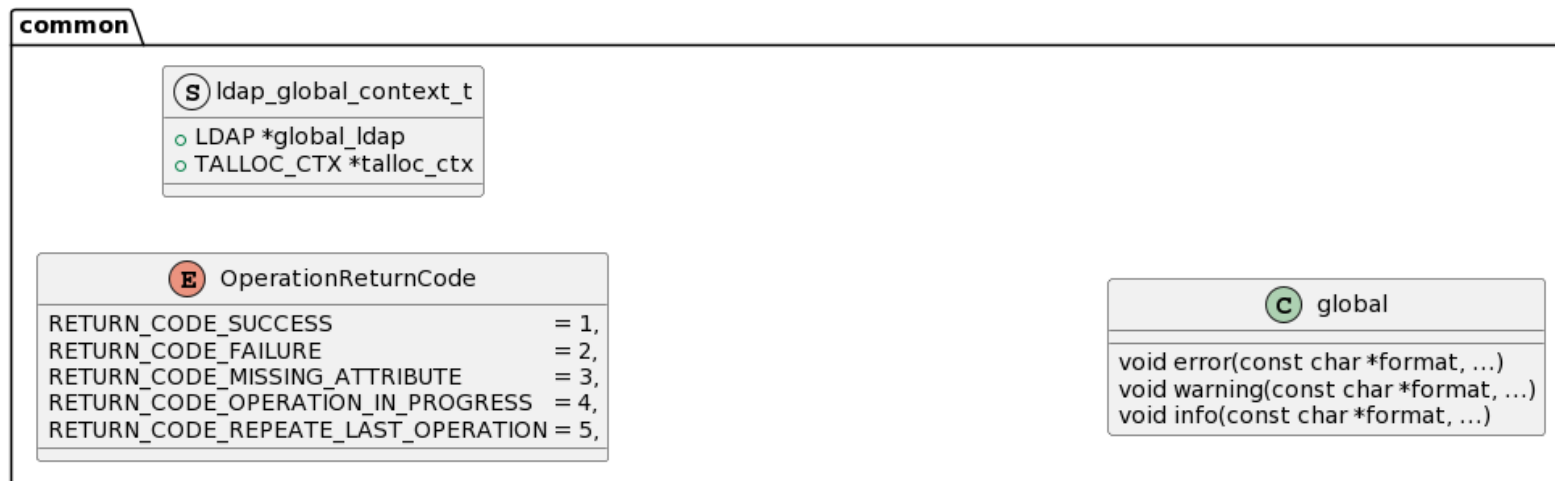 common
S ldap_global_context_t
LDAP *global_ldap
TALLOC_CTX *talloc_ctx
E OperationReturnCode
RETURN_CODE_SUCCESS = 1,
RETURN_CODE_FAILURE = 2,
RETURN_CODE_MISSING_ATTRIBUTE = 3,
RETURN_CODE_OPERATION_IN_PROGRESS = 4,
RETURN_CODE_REPEATE_LAST_OPERATION = 5,
C global
void error(const char *format, ...)
void warning(const char *format, ...)
void info(const char *format, ...)